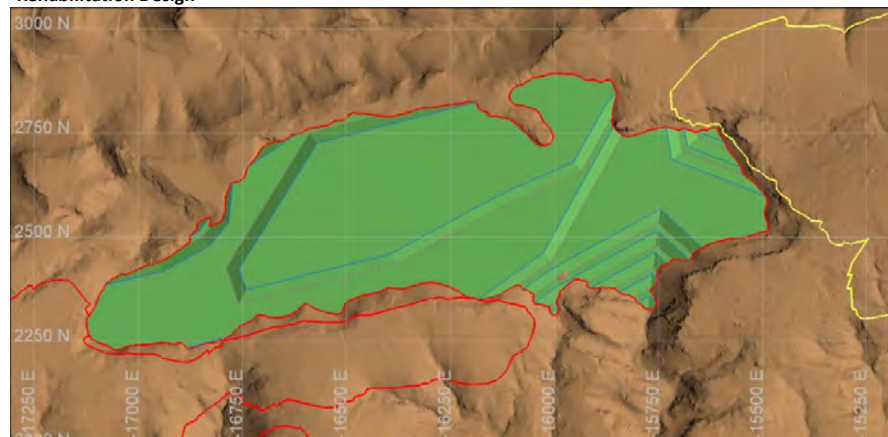 Rehabilitation Design
3000 N
2750 N
2500 N
2250 N
-17250 E
-17000 E
-16750 E
-16500 E
-16250 E
-16000 E
-15750 E
-15500 E
-15250 E